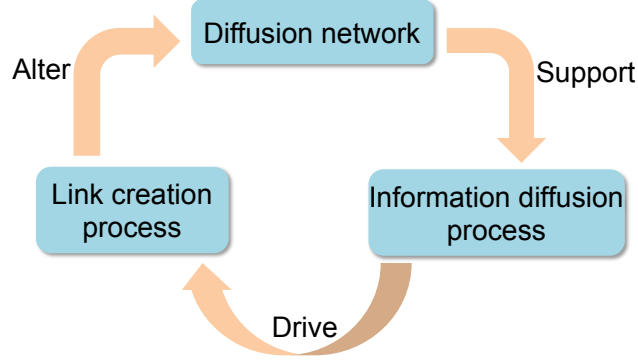 Diffusion network
Alter
Support
Link creation
process
Information diffusion
process
Drive